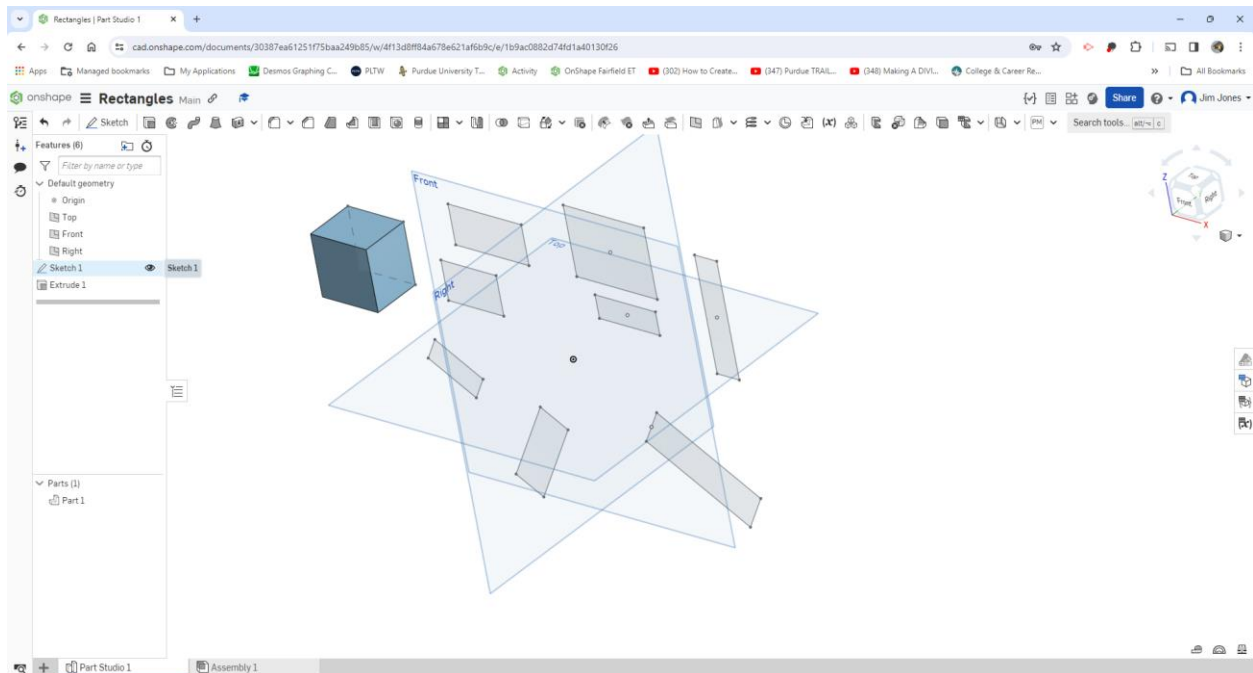 Rectangles | Part Studio 1
cad.onshape.com/documents/30387ea61251f75baa249b85/w/4f13d8ff84a678e621af6b9c/e/1b9ac0882d74fd1a40130f26
Apps Managed bookmarks My Applications Desmos Graphing C... PLTW Purdue University T... Activity OnShape Fairfield ET (302) How to Create... (347) Purdue TRAIL... (348) Making A DIVI... College & Career Re... » All Bookmarks
onshape Rectangles Main Share Jim Jones
Sketch (x) PM Search tools... alt/⌥ c
Features (6)
Filter by name or type
Default geometry
Origin
Top
Front
Right
Sketch 1 Sketch 1
Extrude 1
Parts (1)
Part 1
Front
Top
Right
Z Top
Front Right
X
(x)
Part Studio 1 Assembly 1